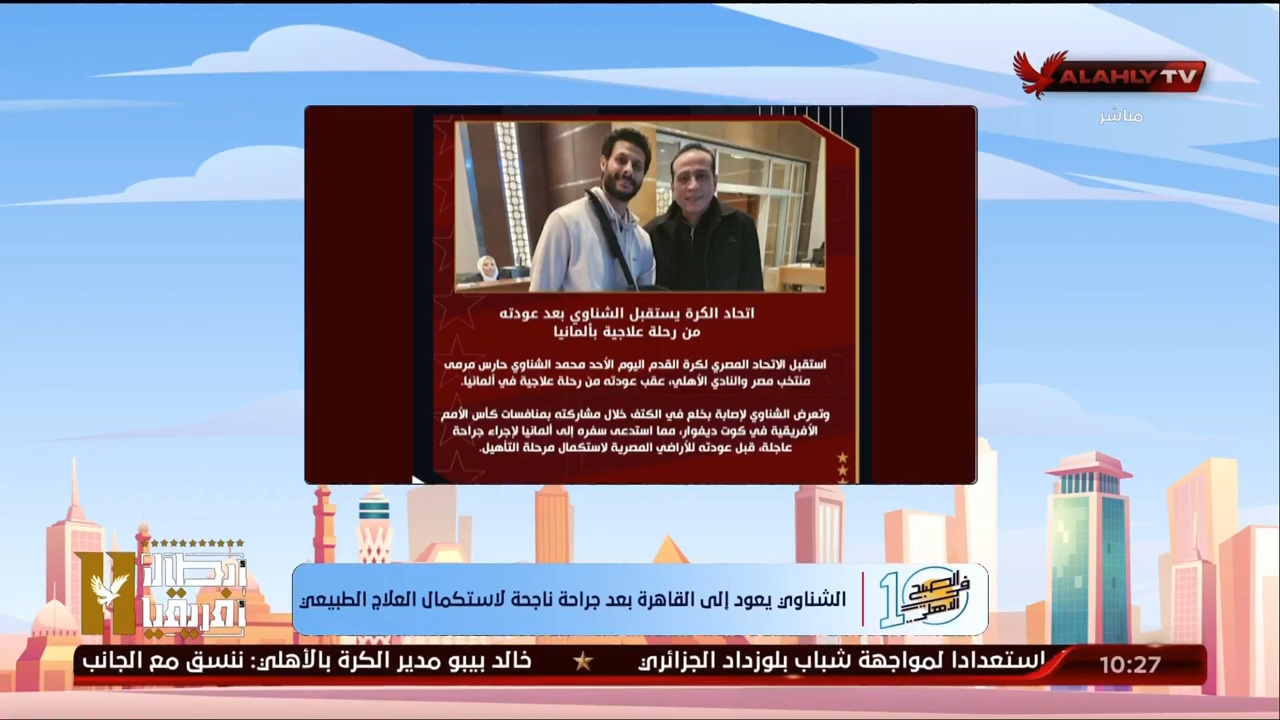 ALAHLY TV
مباشر
اتحاد الكرة يستقبل الشناوي بعد عودته
من رحلة علاجية بألمانيا
استقبل الاتحاد المصري لكرة القدم اليوم الأحد محمد الشناوي حارس مرمى
منتخب مصر والنادي الأهلي، عقب عودته من رحلة علاجية في ألمانيا.
وتعرض الشناوي لإصابة بخلع في الكتف خلال مشاركته بمنافسات كأس الأمم
الأفريقية في كوت ديفوار، مما استدعى سفره إلى ألمانيا لإجراء جراحة
عاجلة، قبل عودته للأراضي المصرية لاستكمال مرحلة التأهيل.
10 الصبح في الأهلي
الشناوي يعود إلى القاهرة بعد جراحة ناجحة لاستكمال العلاج الطبيعي
11 بطل أفريقيا
10:27
استعدادا لمواجهة شباب بلوزداد الجزائري ★ خالد بيبو مدير الكرة بالأهلي: ننسق مع الجانب